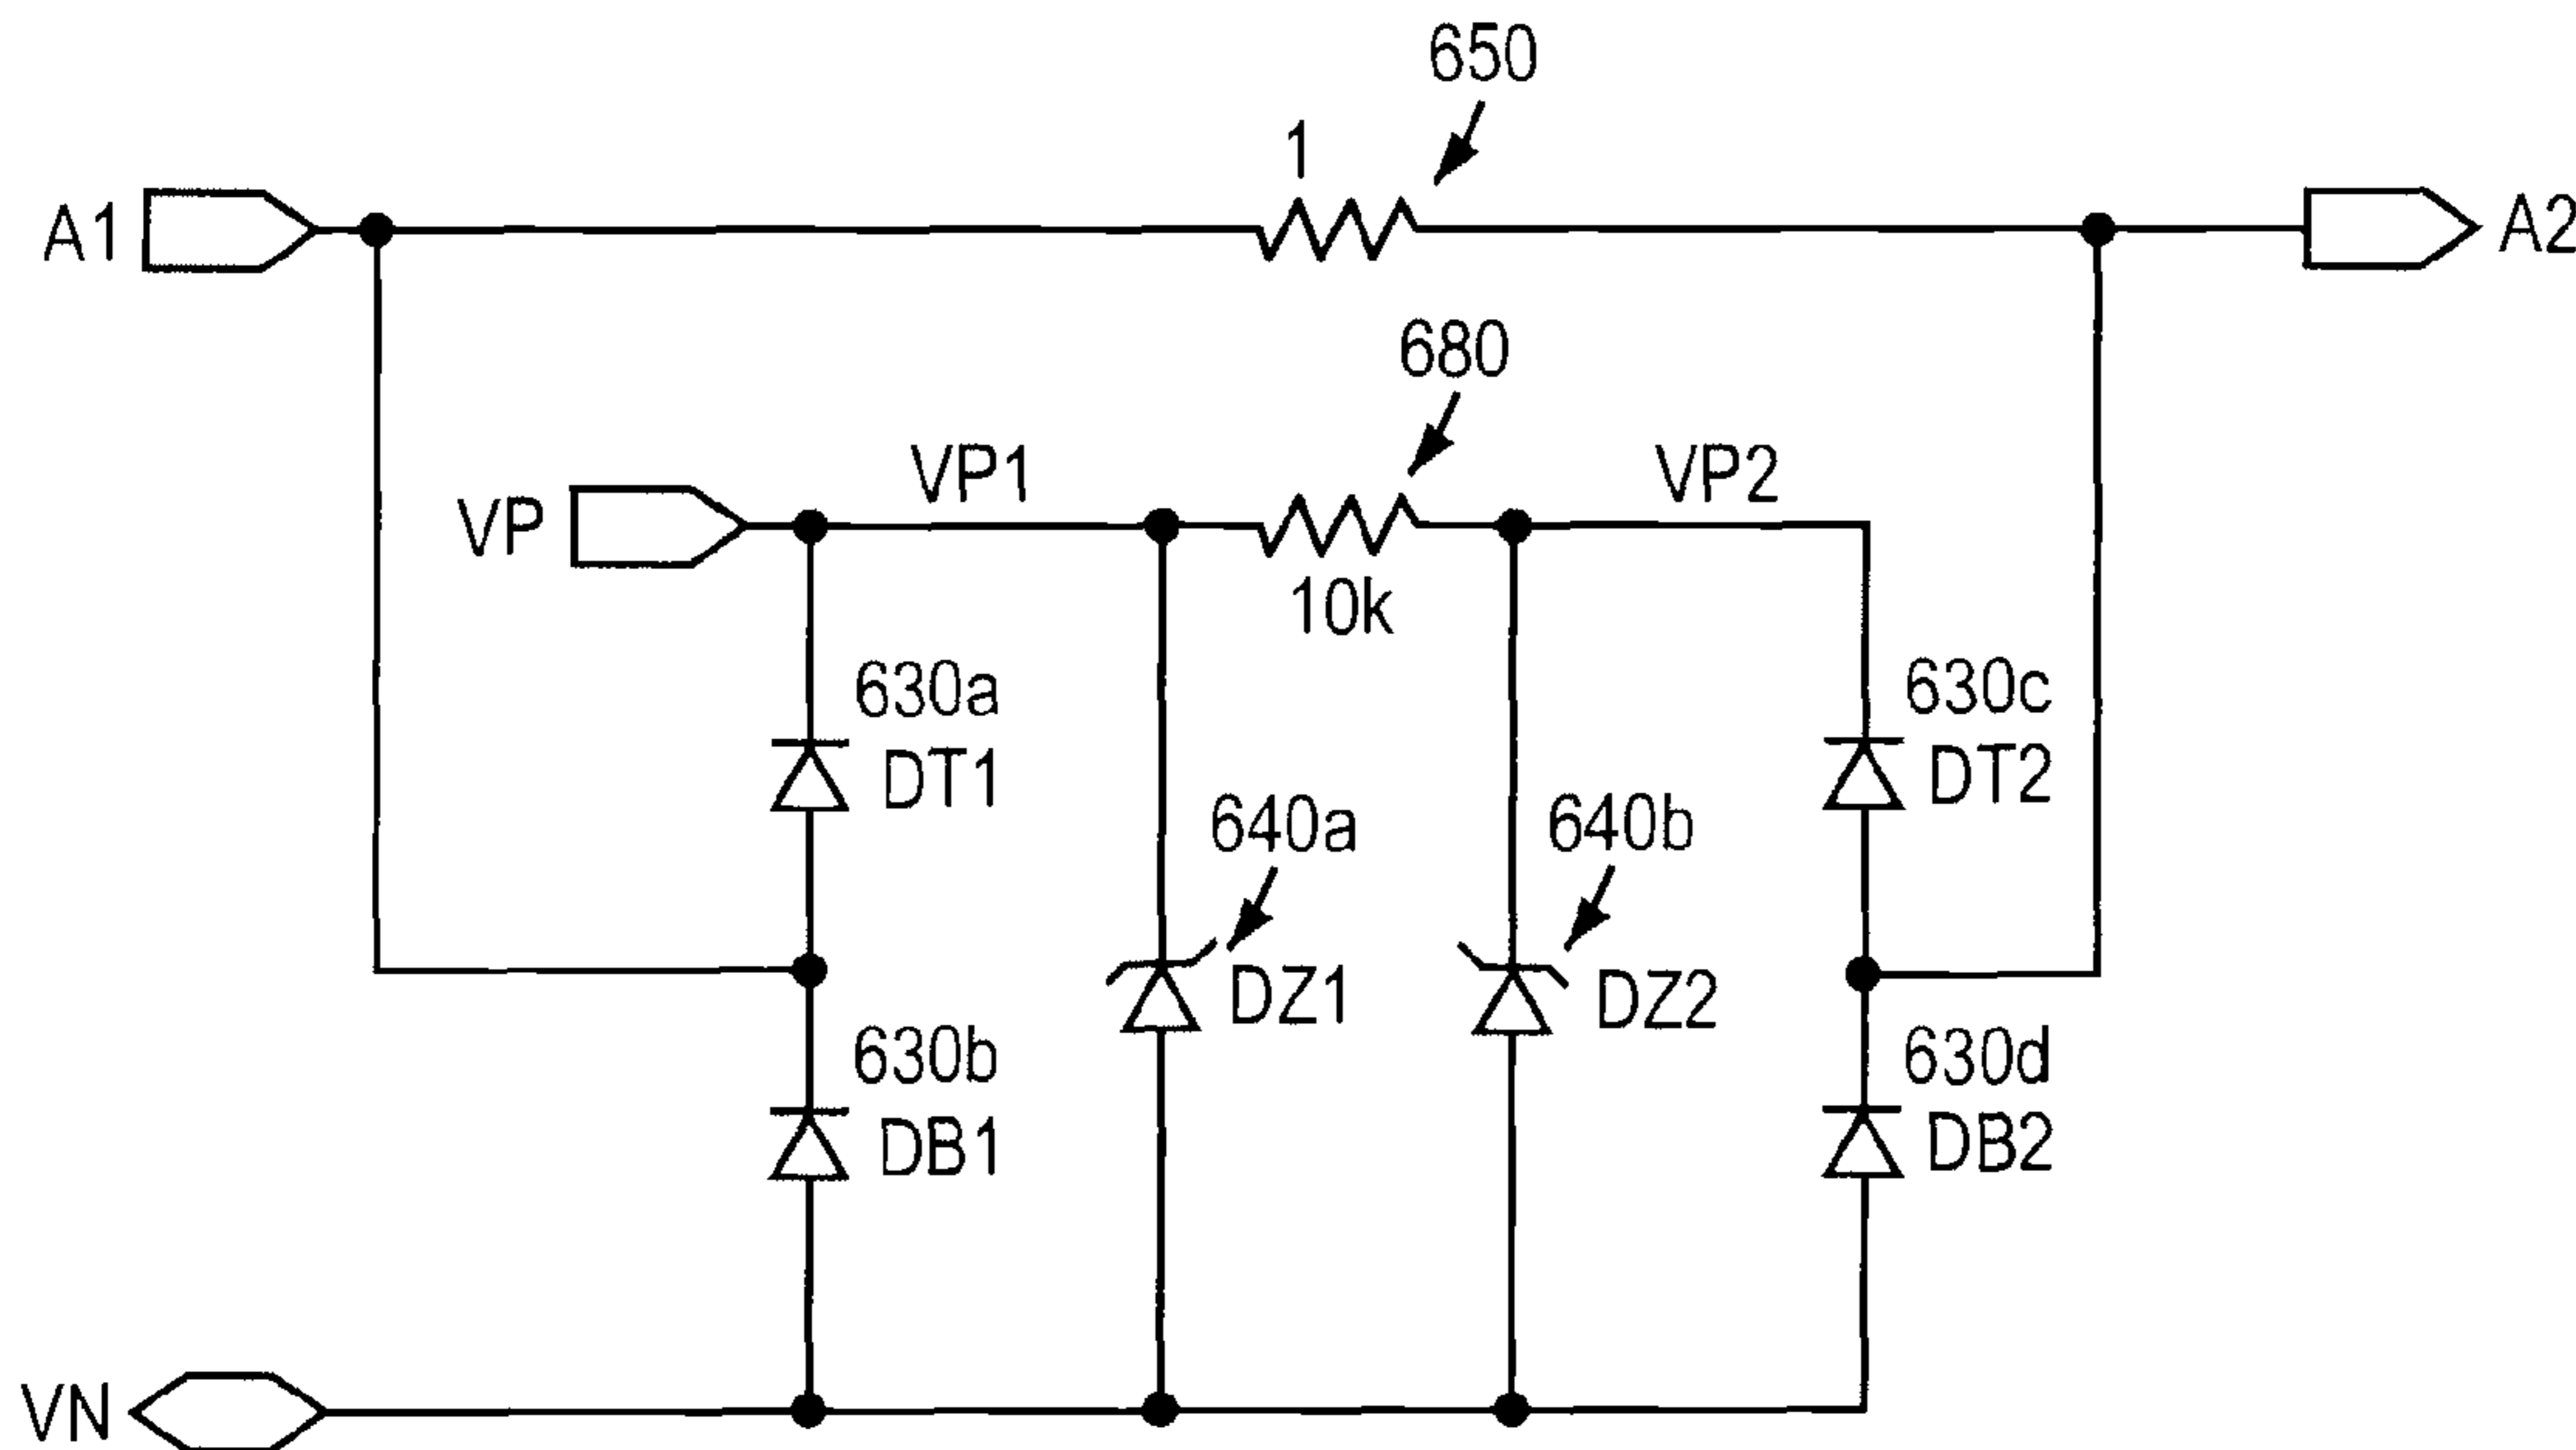 650
1
A1
A2
680
VP
VP1
VP2
10k
630a
DT1
630c
DT2
640a
DZ1
640b
DZ2
630b
DB1
630d
DB2
VN